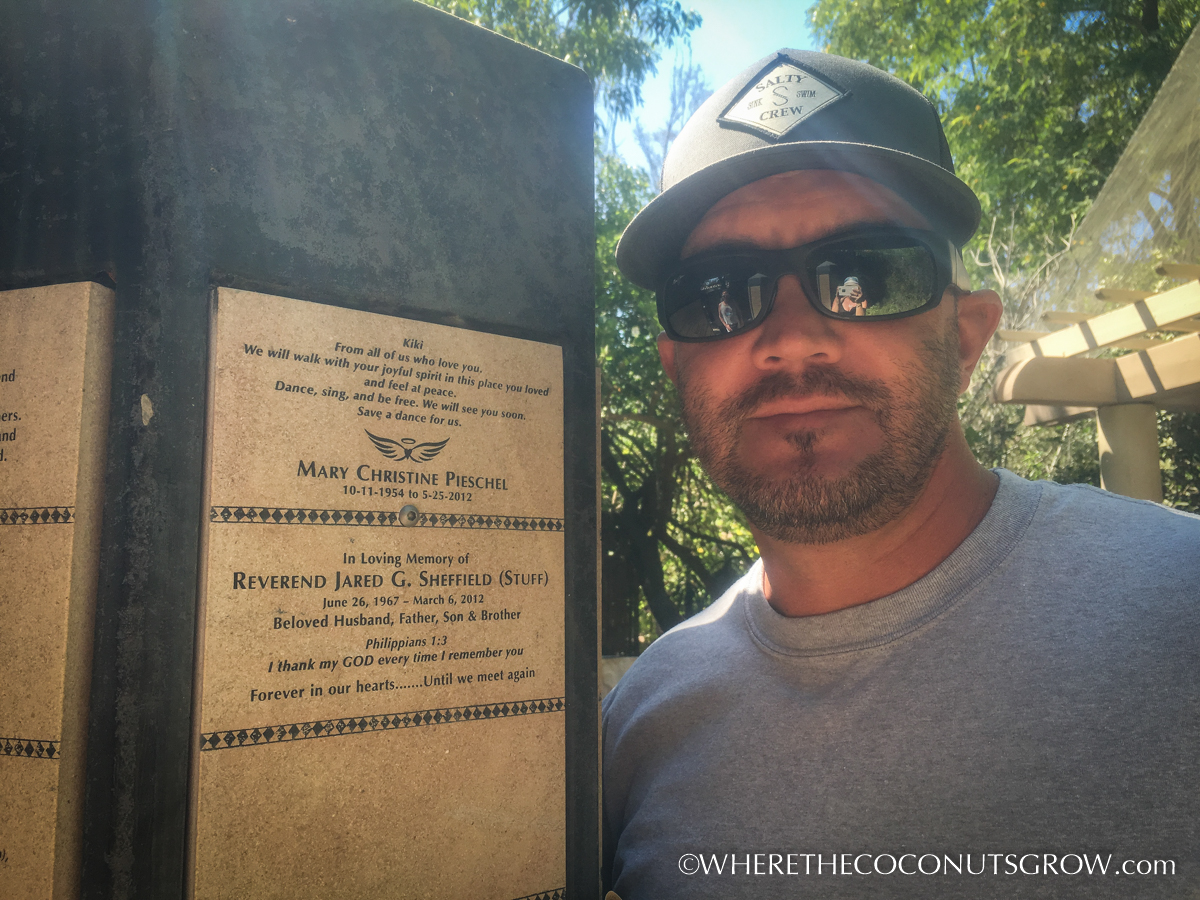 nd
ers.
nd
d.
),
Kiki
From all of us who love you,
We will walk with your joyful spirit in this place you loved
and feel at peace.
Dance, sing, and be free. We will see you soon.
Save a dance for us.
MARY CHRISTINE PIESCHEL
10-11-1954 to 5-25-2012
In Loving Memory of
REVEREND JARED G. SHEFFIELD (STUFF)
June 26, 1967 – March 6, 2012
Beloved Husband, Father, Son & Brother
Philippians 1:3
I thank my GOD every time I remember you
Forever in our hearts.......Until we meet again
SALTY
S SWIM
CREW
©WHERETHECOCONUTSGROW.com